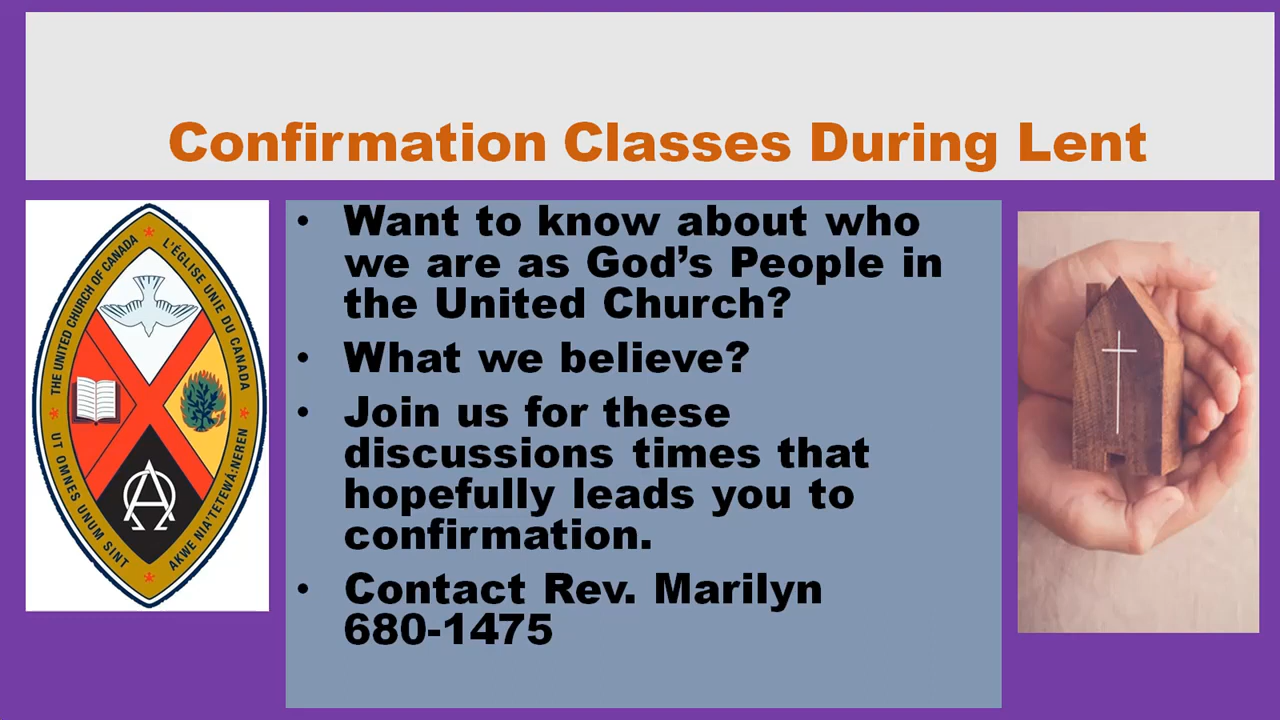 Confirmation Classes During Lent
THE UNITED CHURCH OF CANADA
L'ÉGLISE UNIE DU CANADA
UT OMNES UNUM SINT
AKWE NIA'TETEWÁ:NEREN
• Want to know about who
we are as God’s People in
the United Church?
• What we believe?
• Join us for these
discussions times that
hopefully leads you to
confirmation.
• Contact Rev. Marilyn
680-1475